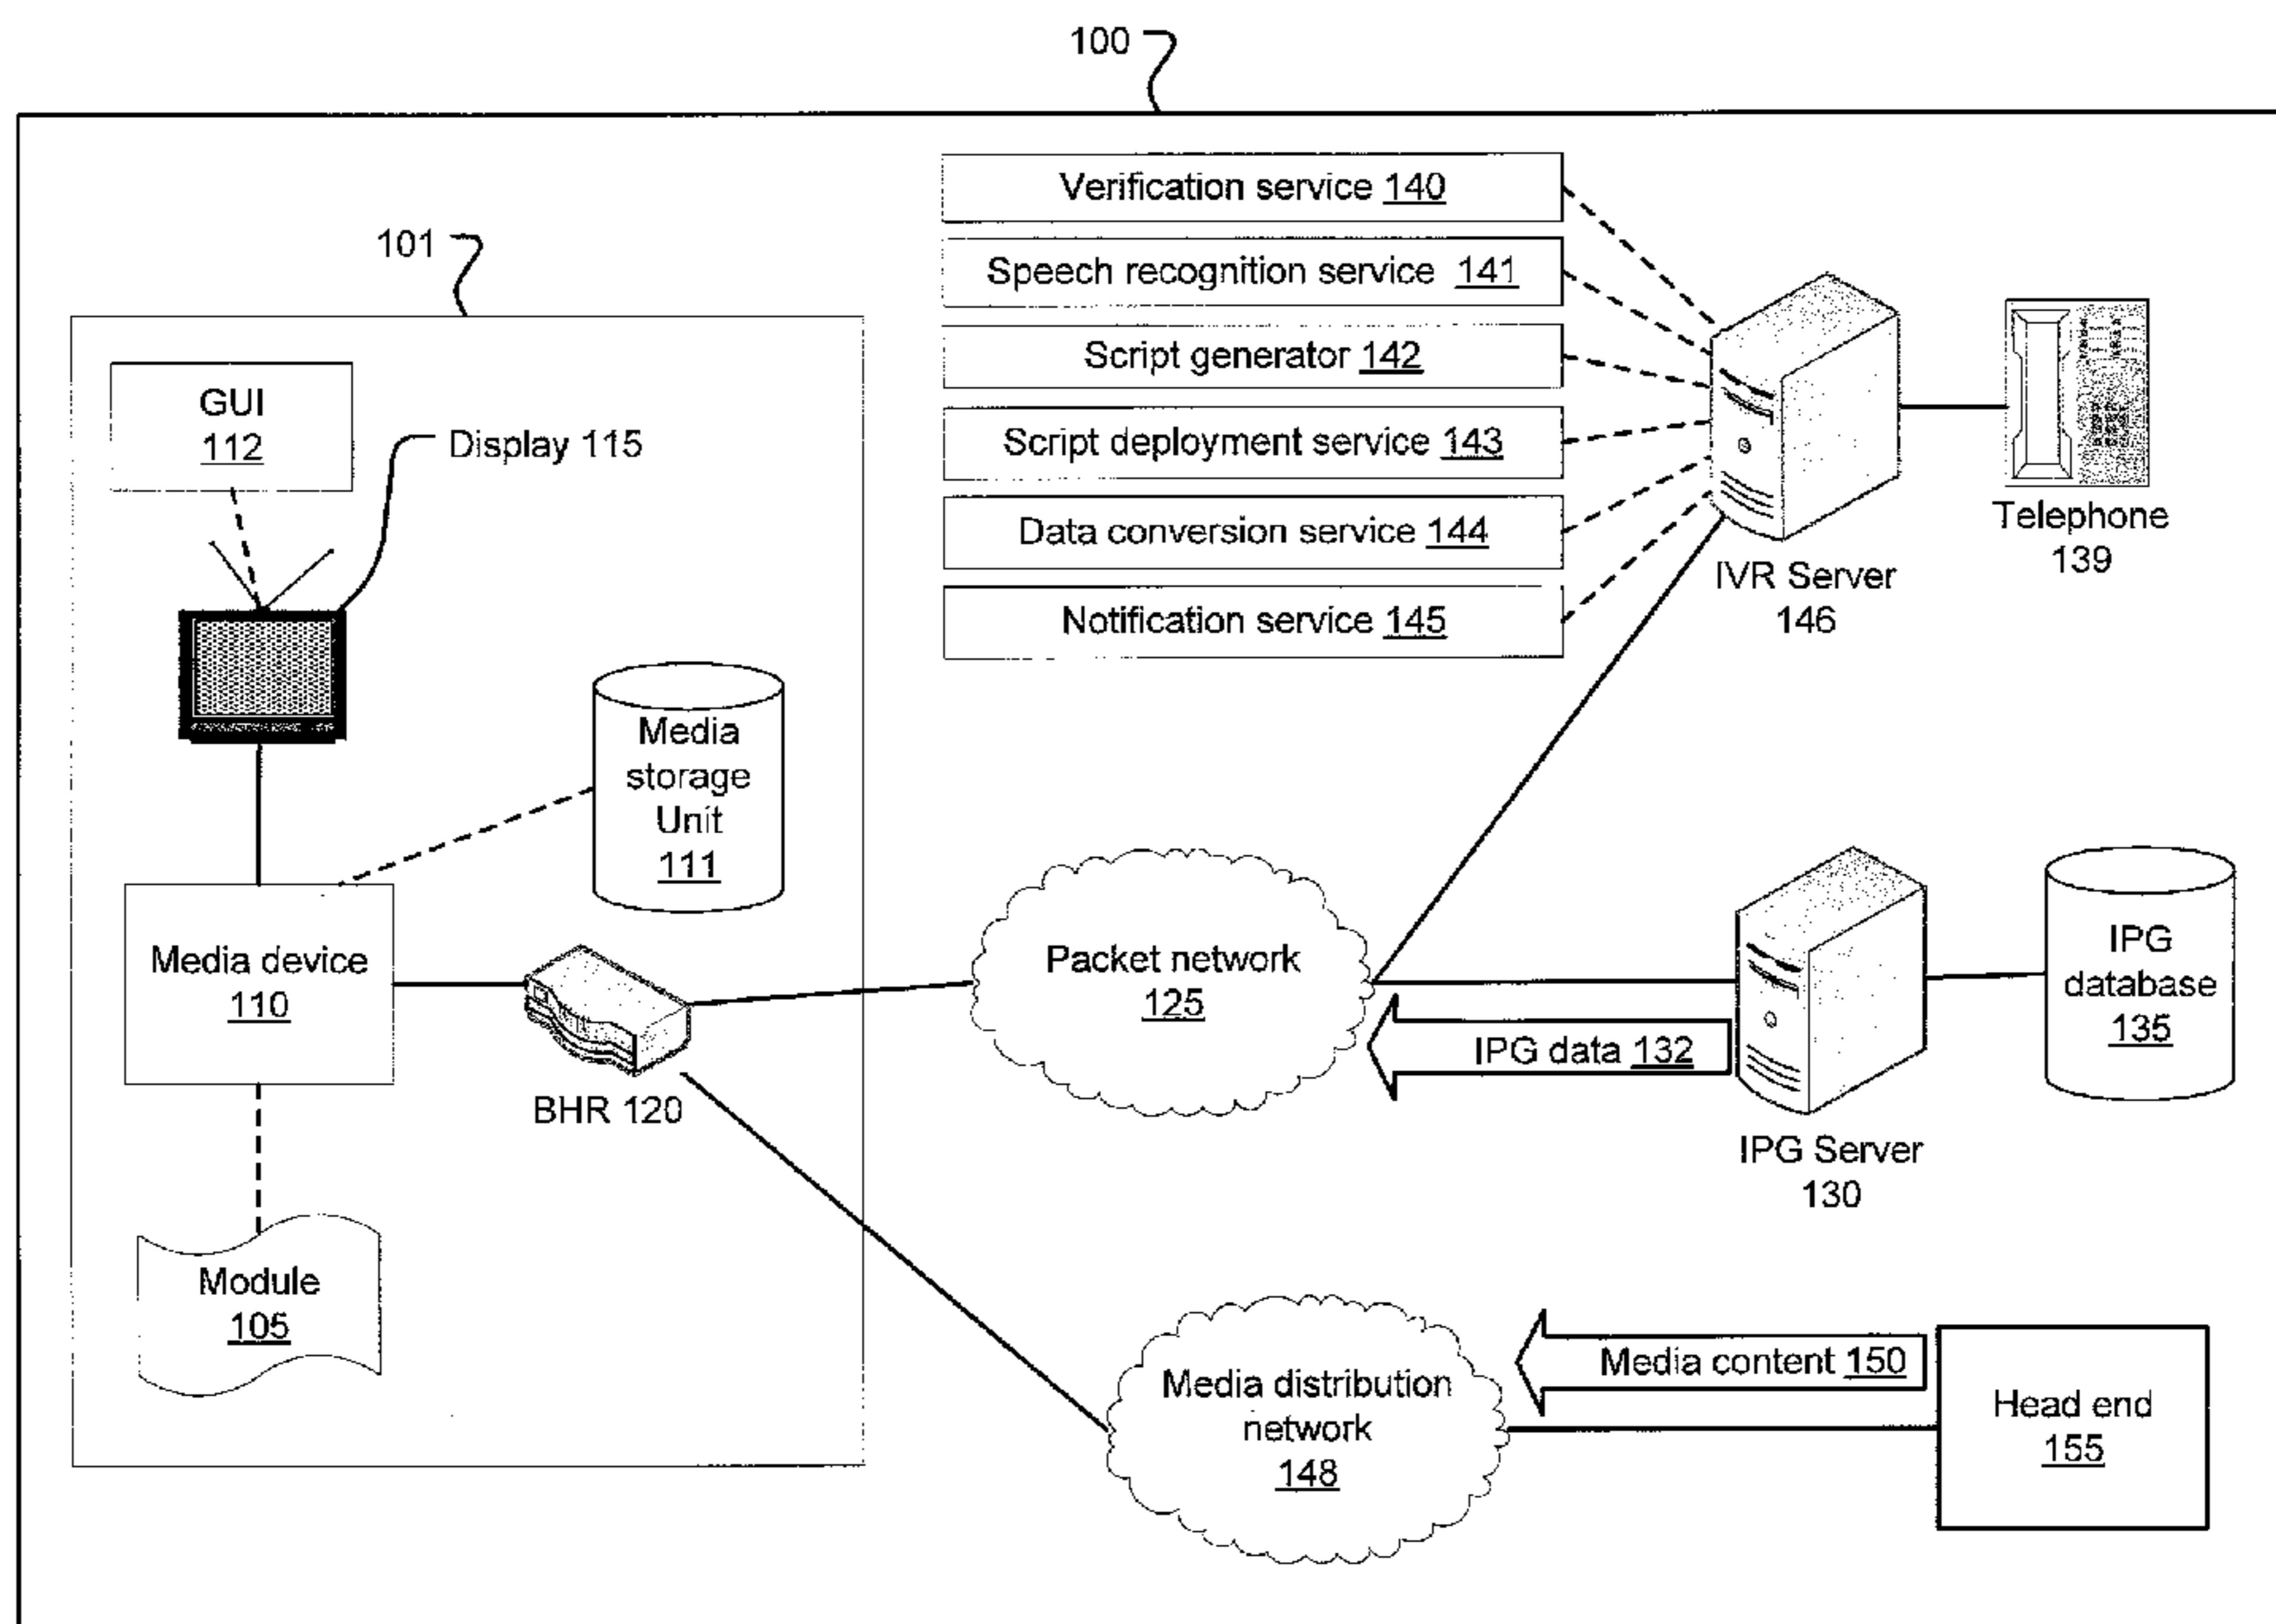 100
101
Verification service 140
Speech recognition service 141
Script generator 142
Script deployment service 143
Data conversion service 144
Notification service 145
IVR Server
146
Telephone
139
GUI
112
Display 115
Media
storage
Unit
111
Media device
110
BHR 120
Module
105
Packet network
125
IPG data 132
IPG Server
130
IPG
database
135
Media distribution
network
148
Media content 150
Head end
155